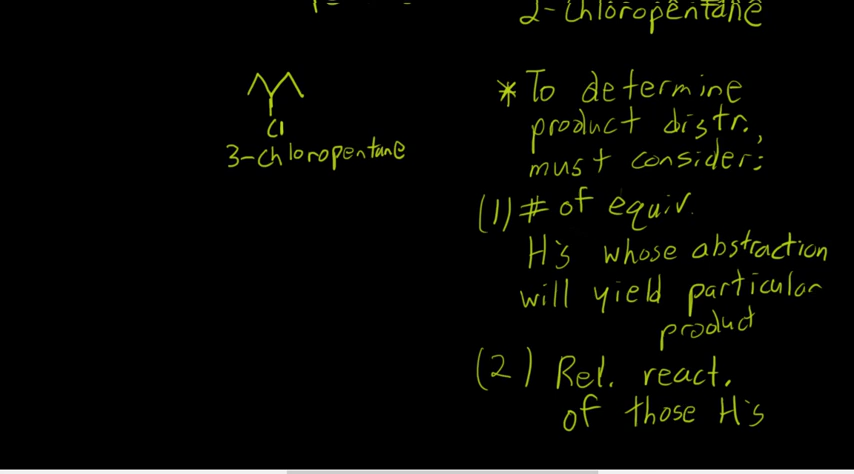 2-Chloropentane
Cl
3-chloropentane
* To determine
product distr.,
must consider:
(1) # of equiv.
H's whose abstraction
will yield particular
product
(2) Rel. react.
of those H's